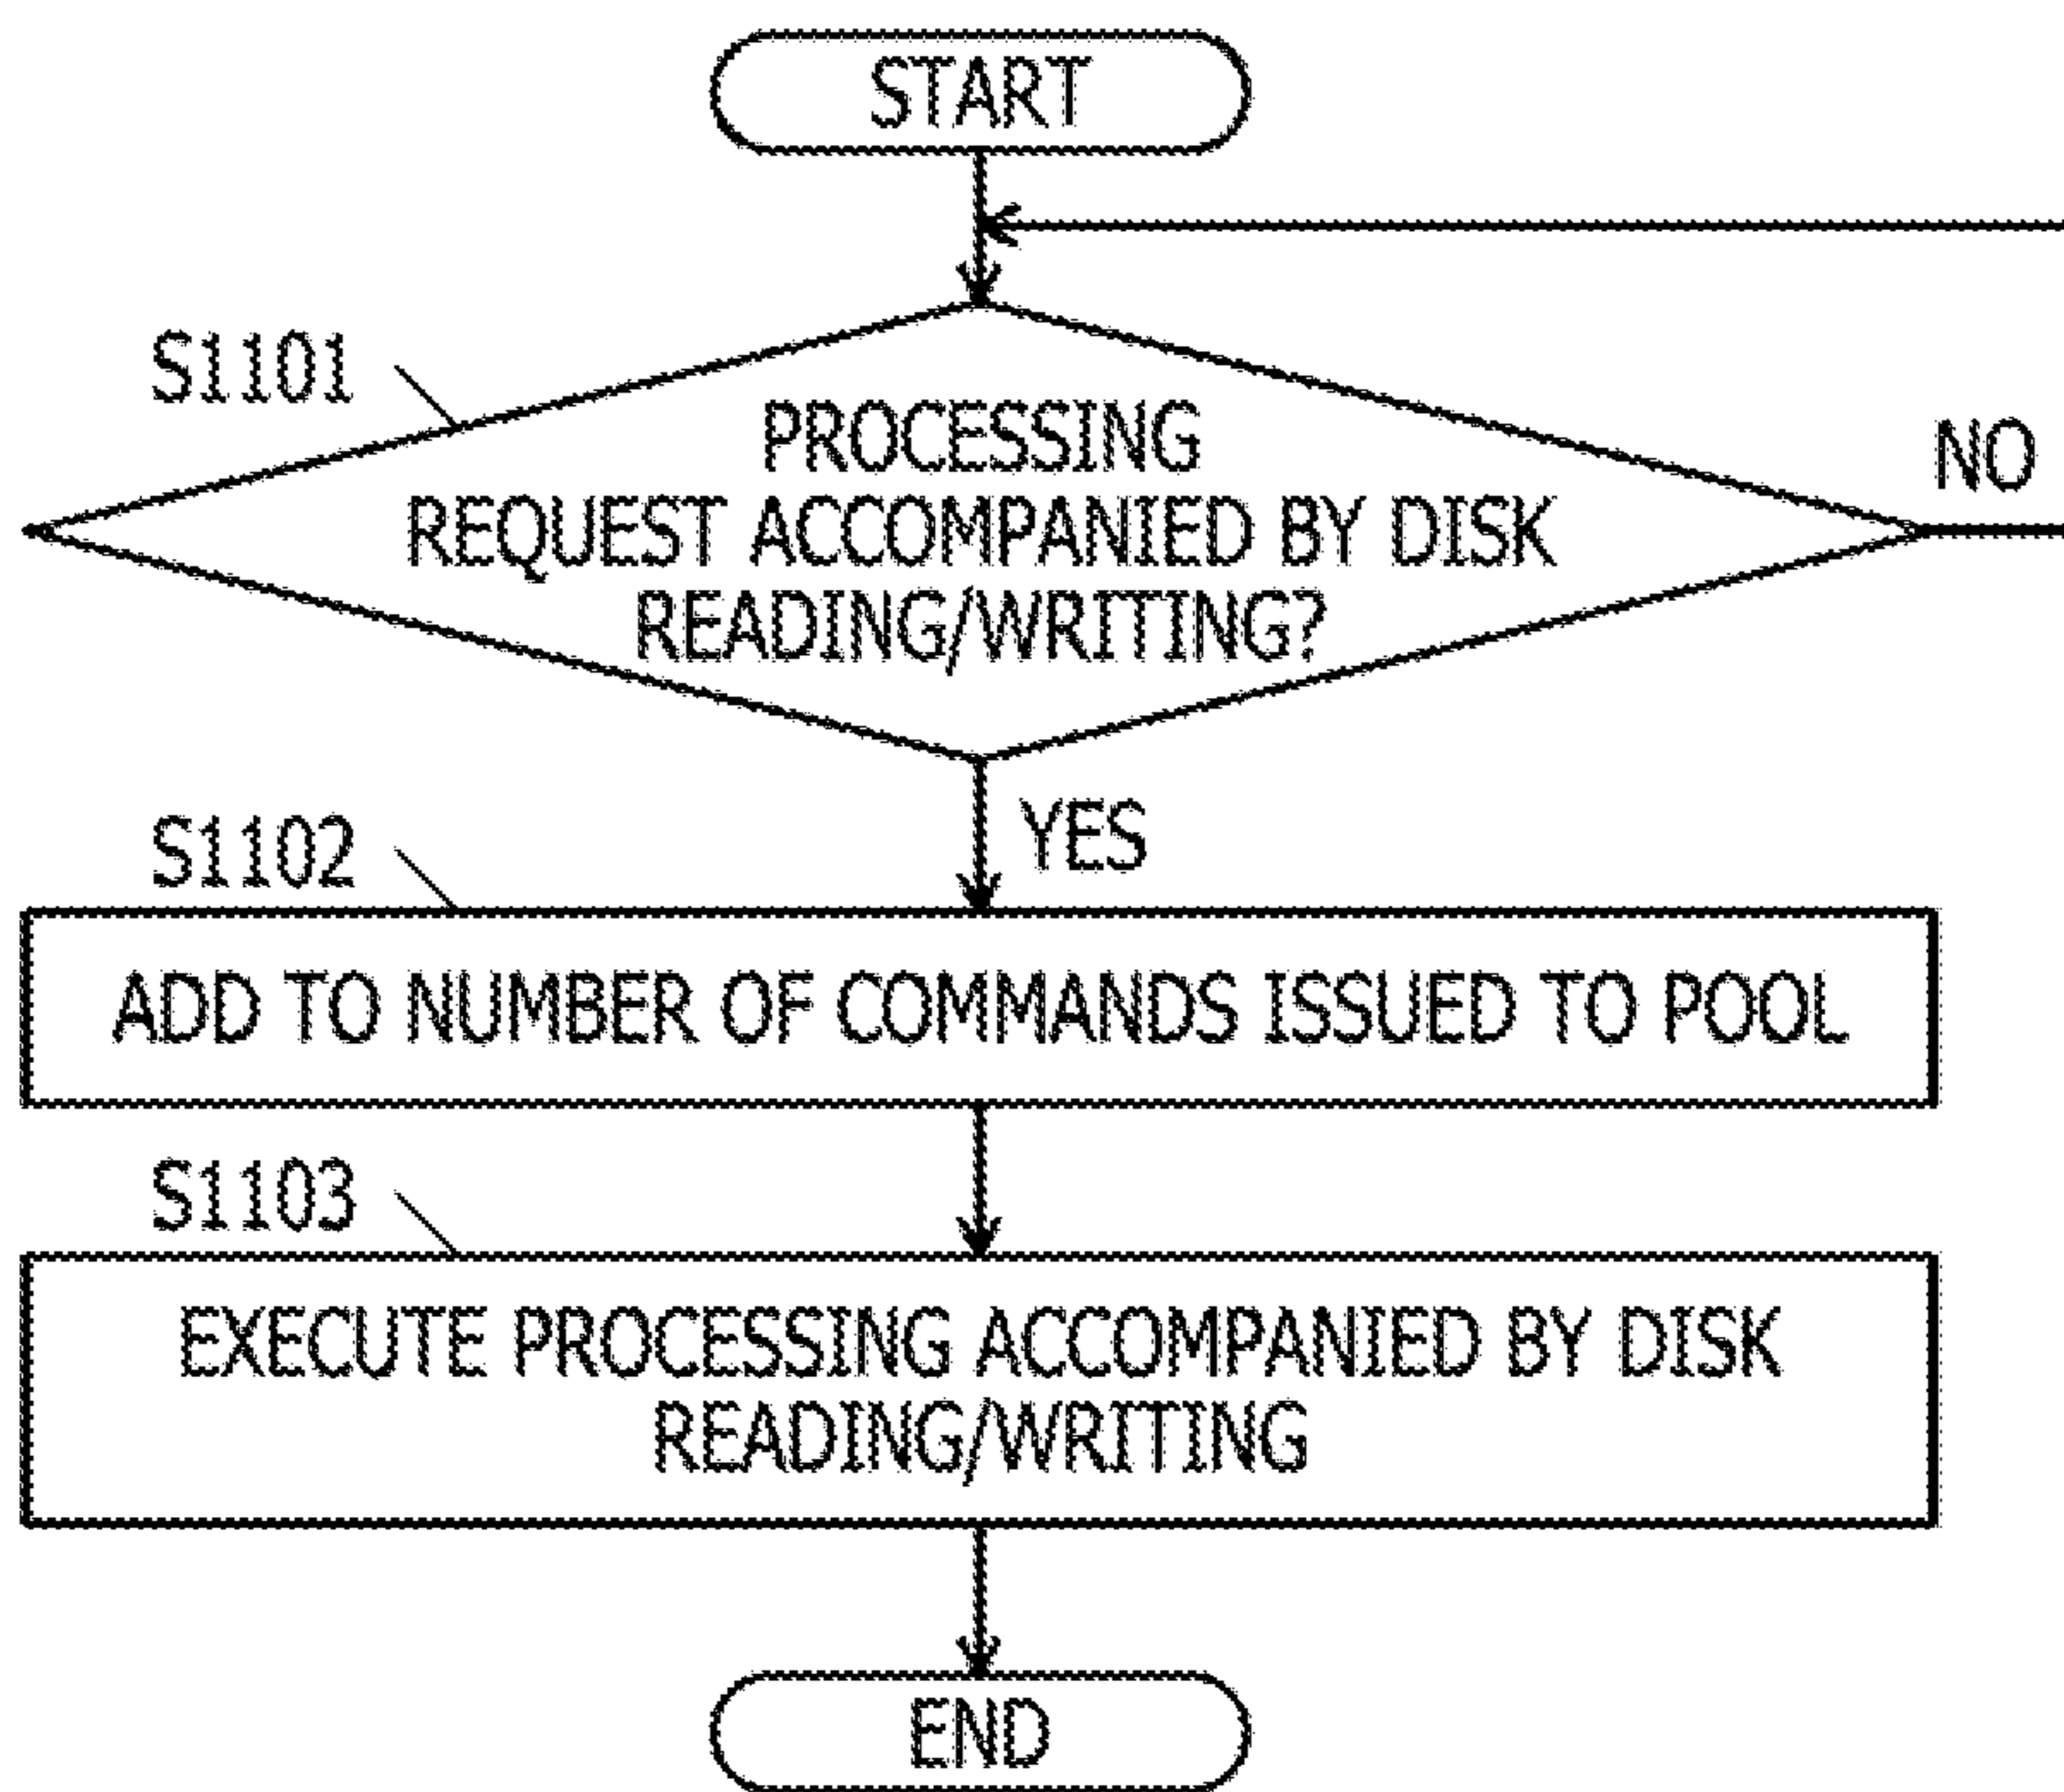 START
S1101
PROCESSING
REQUEST ACCOMPANIED BY DISK
READING/WRITING?
NO
YES
S1102
ADD TO NUMBER OF COMMANDS ISSUED TO POOL
S1103
EXECUTE PROCESSING ACCOMPANIED BY DISK
READING/WRITING
END